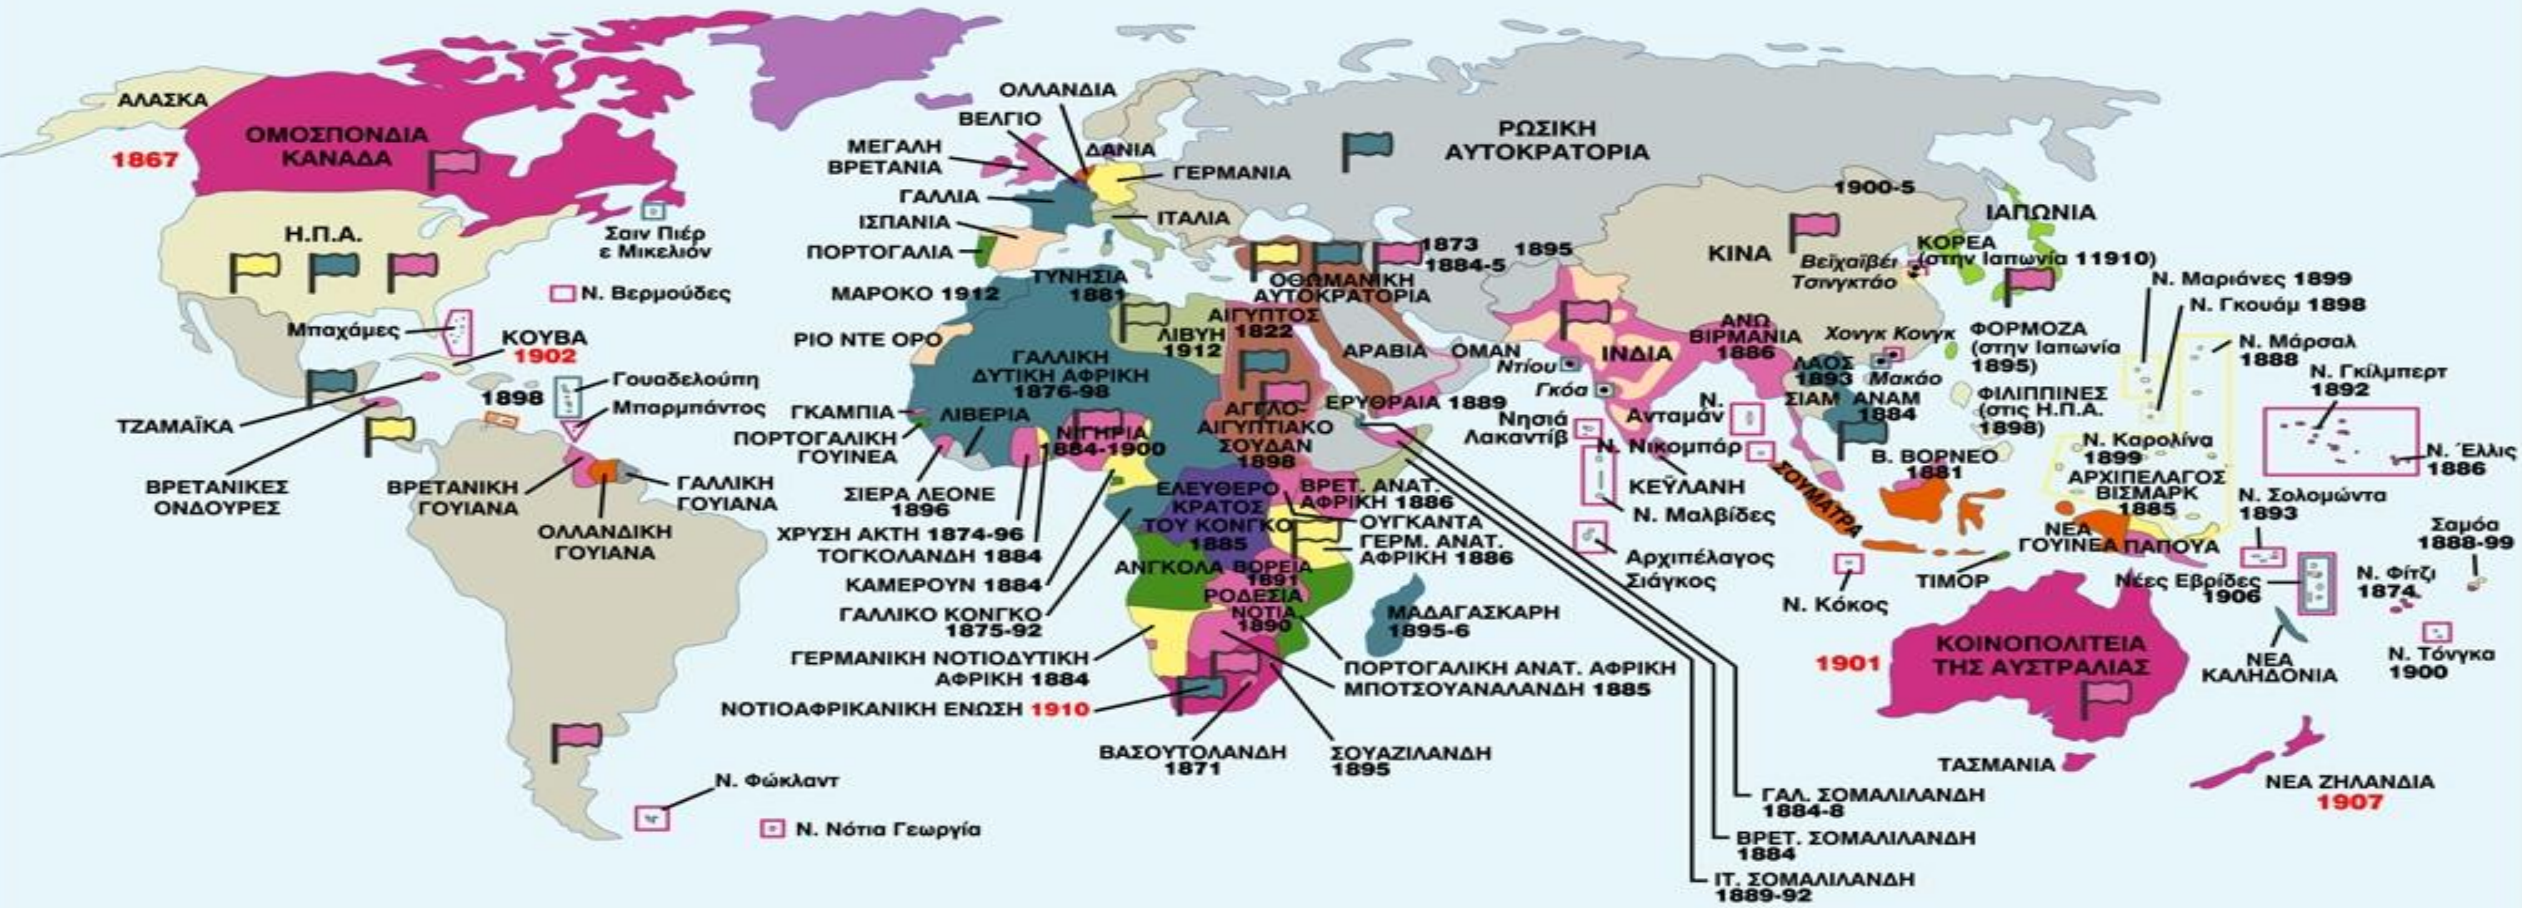 ΑΛΑΣΚΑ
ΟΜΟΣΠΟΝΔΙΑ
ΚΑΝΑΔΑ
1867
Η.Π.Α.
Σαιν Πιέρ
ε Μικελιόν
Ν. Βερμούδες
Μπαχάμες
ΚΟΥΒΑ
1902
1898
Γουαδελούπη
Μπαρμπάντος
ΤΖΑΜΑΪΚΑ
ΒΡΕΤΑΝΙΚΕΣ
ΟΝΔΟΥΡΕΣ
ΒΡΕΤΑΝΙΚΗ
ΓΟΥΙΑΝΑ
ΟΛΛΑΝΔΙΚΗ
ΓΟΥΙΑΝΑ
ΓΑΛΛΙΚΗ
ΓΟΥΙΑΝΑ
Ν. Φώκλαντ
Ν. Νότια Γεωργία
ΟΛΛΑΝΔΙΑ
ΒΕΛΓΙΟ
ΜΕΓΑΛΗ
ΒΡΕΤΑΝΙΑ
ΔΑΝΙΑ
ΓΕΡΜΑΝΙΑ
ΓΑΛΛΙΑ
ΙΣΠΑΝΙΑ
ΙΤΑΛΙΑ
ΠΟΡΤΟΓΑΛΙΑ
ΤΥΝΗΣΙΑ
1881
ΜΑΡΟΚΟ 1912
ΡΙΟ ΝΤΕ ΟΡΟ
ΓΑΛΛΙΚΗ
ΔΥΤΙΚΗ ΑΦΡΙΚΗ
1876-98
ΛΙΒΥΗ
1912
ΑΙΓΥΠΤΟΣ
1822
ΓΚΑΜΠΙΑ
ΛΙΒΕΡΙΑ
ΠΟΡΤΟΓΑΛΙΚΗ
ΓΟΥΙΝΕΑ
ΝΙΓΗΡΙΑ
1884-1900
ΑΓΓΛΟ-
ΑΙΓΥΠΤΙΑΚΟ
ΣΟΥΔΑΝ
1898
ΣΙΕΡΑ ΛΕΟΝΕ
1896
ΧΡΥΣΗ ΑΚΤΗ 1874-96
ΤΟΓΚΟΛΑΝΔΗ 1884
ΚΑΜΕΡΟΥΝ 1884
ΓΑΛΛΙΚΟ ΚΟΝΓΚΟ
1875-92
ΕΛΕΥΘΕΡΟ
ΚΡΑΤΟΣ
ΤΟΥ ΚΟΝΓΚΟ
1885
ΒΡΕΤ. ΑΝΑΤ.
ΑΦΡΙΚΗ 1886
ΟΥΓΚΑΝΤΑ
ΓΕΡΜ. ΑΝΑΤ.
ΑΦΡΙΚΗ 1886
ΑΝΓΚΟΛΑ
ΒΟΡΕΙΑ
1891
ΡΟΔΕΣΙΑ
ΝΟΤΙΑ
1890
ΜΑΔΑΓΑΣΚΑΡΗ
1895-6
ΓΕΡΜΑΝΙΚΗ ΝΟΤΙΟΔΥΤΙΚΗ
ΑΦΡΙΚΗ 1884
ΠΟΡΤΟΓΑΛΙΚΗ ΑΝΑΤ. ΑΦΡΙΚΗ
ΜΠΟΤΣΟΥΑΝΑΛΑΝΔΗ 1885
ΝΟΤΙΟΑΦΡΙΚΑΝΙΚΗ ΕΝΩΣΗ 1910
ΒΑΣΟΥΤΟΛΑΝΔΗ
1871
ΣΟΥΑΖΙΛΑΝΔΗ
1895
ΡΩΣΙΚΗ
ΑΥΤΟΚΡΑΤΟΡΙΑ
1873
1884-5
1895
ΟΘΩΜΑΝΙΚΗ
ΑΥΤΟΚΡΑΤΟΡΙΑ
ΑΡΑΒΙΑ
ΟΜΑΝ
ΕΡΥΘΡΑΙΑ 1889
ΓΑΛ. ΣΟΜΑΛΙΛΑΝΔΗ
1884-8
ΒΡΕΤ. ΣΟΜΑΛΙΛΑΝΔΗ
1884
ΙΤ. ΣΟΜΑΛΙΛΑΝΔΗ
1889-92
1900-5
ΚΙΝΑ
Βεϊχαϊβέι
Τσινγκτάο
ΙΑΠΩΝΙΑ
ΚΟΡΕΑ
(στην Ιαπωνία 11910)
ΙΝΔΙΑ
Ντίου
Γκόα
ΑΝΩ
ΒΙΡΜΑΝΙΑ
1886
Χονγκ Κονγκ
Μακάο
ΛΑΟΣ
1893
ΣΙΑΜ
ΑΝΑΜ
1884
ΦΟΡΜΟΖΑ
(στην Ιαπωνία
1895)
ΦΙΛΙΠΠΙΝΕΣ
(στις Η.Π.Α.
1898)
Νησιά
Λακαντίβ
Ν.
Ανταμάν
Ν. Νικομπάρ
ΚΕΫΛΑΝΗ
Ν. Μαλβίδες
Αρχιπέλαγος
Σιάγκος
ΣΟΥΜΑΤΡΑ
Β. ΒΟΡΝΕΟ
1881
Ν. Κόκος
ΤΙΜΟΡ
Ν. Μαριάνες 1899
Ν. Γκουάμ 1898
Ν. Μάρσαλ
1888
Ν. Γκίλμπερτ
1892
Ν. Καρολίνα
1899
ΑΡΧΙΠΕΛΑΓΟΣ
ΒΙΣΜΑΡΚ
1885
Ν. Έλλις
1886
Ν. Σολομώντα
1893
ΝΕΑ
ΓΟΥΙΝΕΑ
ΠΑΠΟΥΑ
Σαμόα
1888-99
Νέες Εβρίδες
1906
Ν. Φίτζι
1874
ΝΕΑ
ΚΑΛΗΔΟΝΙΑ
Ν. Τόνγκα
1900
ΚΟΙΝΟΠΟΛΙΤΕΙΑ
ΤΗΣ ΑΥΣΤΡΑΛΙΑΣ
1901
ΤΑΣΜΑΝΙΑ
ΝΕΑ ΖΗΛΑΝΔΙΑ
1907